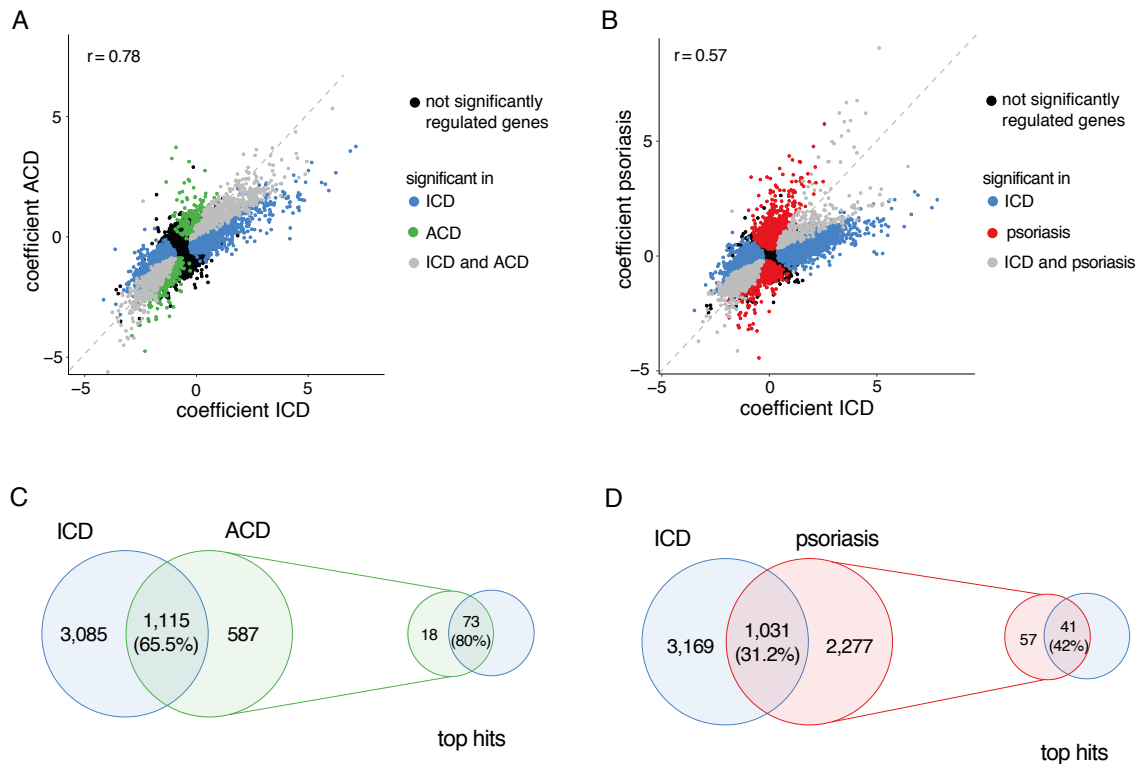 A
r = 0.78
5
0
−5
−5
0
5
coefficient ACD
coefficient ICD
not significantly
regulated genes
significant in
ICD
ACD
ICD and ACD
B
r = 0.57
5
0
−5
−5
0
5
coefficient psoriasis
coefficient ICD
not significantly
regulated genes
significant in
ICD
psoriasis
ICD and psoriasis
C
ICD
ACD
3,085
1,115
(65.5%)
587
18
73
(80%)
top hits
D
ICD
psoriasis
3,169
1,031
(31.2%)
2,277
57
41
(42%)
top hits